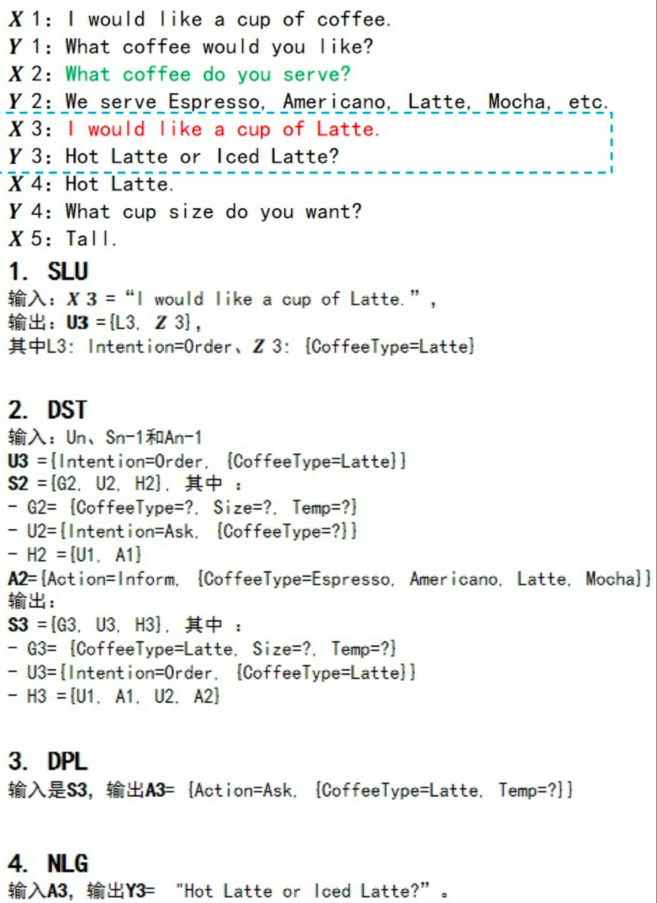 X 1: I would like a cup of coffee.
Y 1: What coffee would you like?
X 2: What coffee do you serve?
Y 2: We serve Espresso, Americano, Latte, Mocha, etc.
X 3: I would like a cup of Latte.
Y 3: Hot Latte or Iced Latte?
X 4: Hot Latte.
Y 4: What cup size do you want?
X 5: Tall.
1. SLU
输入: X 3 = “I would like a cup of Latte.”,
输出: U3 ={L3, Z 3},
其中L3: Intention=Order、Z 3: {CoffeeType=Latte}
2. DST
输入: Un、Sn-1和An-1
U3 ={Intention=Order, {CoffeeType=Latte}}
S2 ={G2, U2, H2}, 其中 :
- G2= {CoffeeType=?, Size=?, Temp=?}
- U2={Intention=Ask, {CoffeeType=?}}
- H2 ={U1, A1}
A2={Action=Inform, {CoffeeType=Espresso, Americano, Latte, Mocha}}
输出:
S3 ={G3, U3, H3}, 其中 :
- G3= {CoffeeType=Latte, Size=?, Temp=?}
- U3={Intention=Order, {CoffeeType=Latte}}
- H3 ={U1, A1, U2, A2}
3. DPL
输入是S3, 输出A3= {Action=Ask, {CoffeeType=Latte, Temp=?}}
4. NLG
输入A3, 输出Y3= "Hot Latte or Iced Latte?” 。